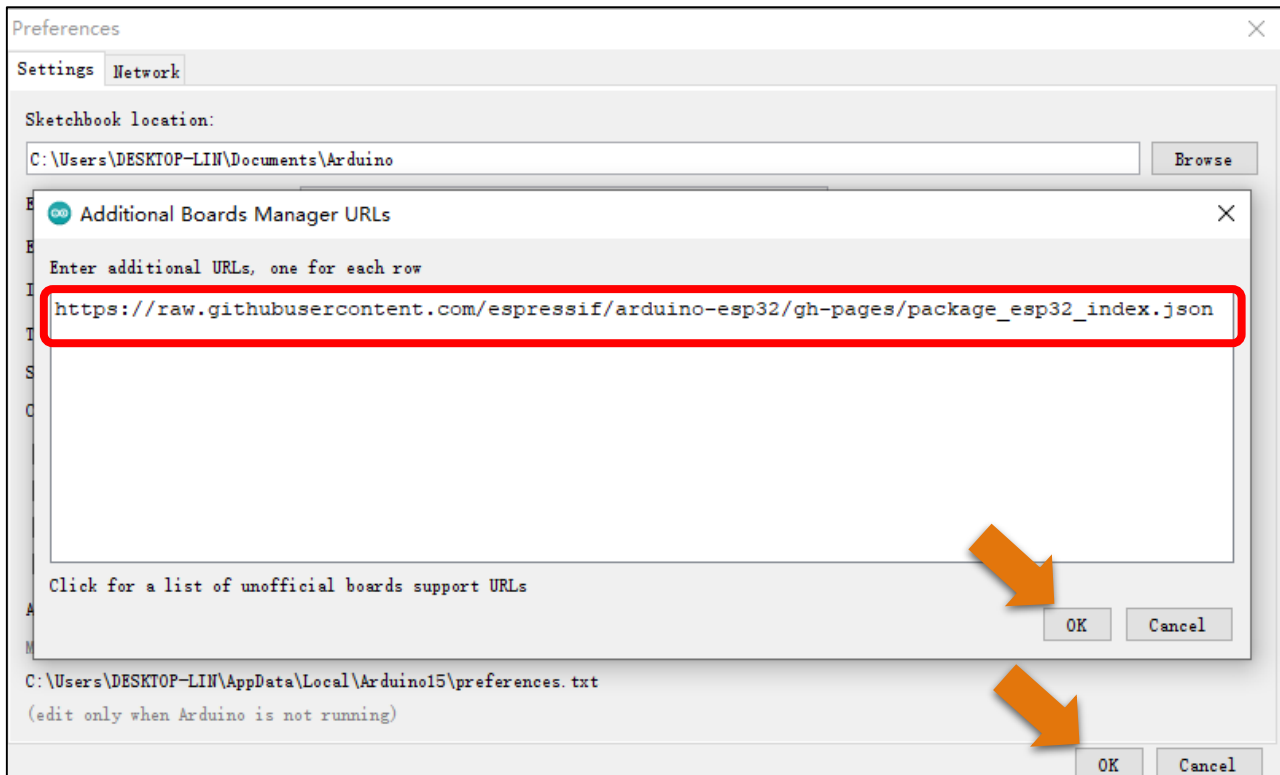 Preferences
Settings Network
Sketchbook location:
C:\Users\DESKTOP-LIN\Documents\Arduino Browse
Additional Boards Manager URLs
Enter additional URLs, one for each row
https://raw.githubusercontent.com/espressif/arduino-esp32/gh-pages/package_esp32_index.json
Click for a list of unofficial boards support URLs
OK Cancel
C:\Users\DESKTOP-LIN\AppData\Local\Arduino15\preferences.txt
(edit only when Arduino is not running)
OK Cancel